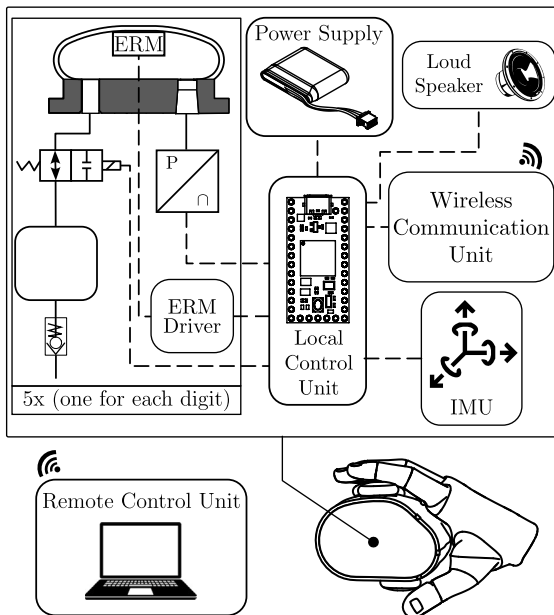 ERM
Power Supply
Loud
Speaker
P
∩
Wireless
Communication
Unit
ERM
Driver
Local
Control
Unit
IMU
5x (one for each digit)
Remote Control Unit